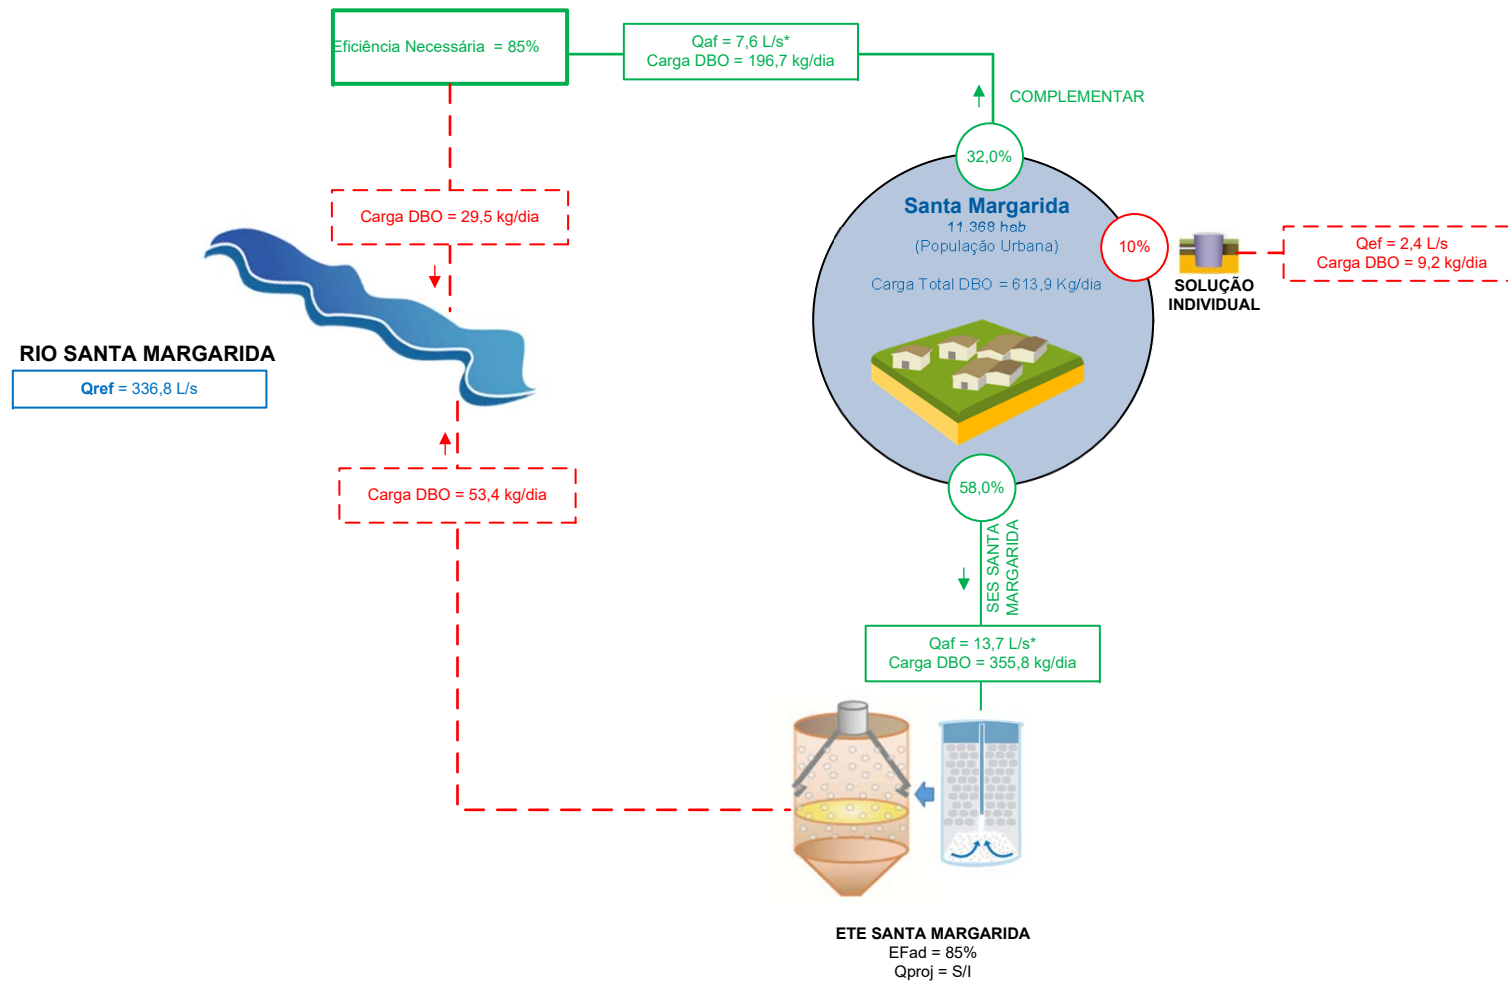 Eficiência Necessária = 85%
Qaf = 7,6 L/s*
Carga DBO = 196,7 kg/dia
COMPLEMENTAR
32,0%
Santa Margarida
11.368 hab
(População Urbana)
Carga Total DBO = 613,9 Kg/dia
10%
SOLUÇÃO
INDIVIDUAL
Qef = 2,4 L/s
Carga DBO = 9,2 kg/dia
Carga DBO = 29,5 kg/dia
RIO SANTA MARGARIDA
Qref = 336,8 L/s
Carga DBO = 53,4 kg/dia
58,0%
SES SANTA
MARGARIDA
Qaf = 13,7 L/s*
Carga DBO = 355,8 kg/dia
ETE SANTA MARGARIDA
EFad = 85%
Qproj = S/I